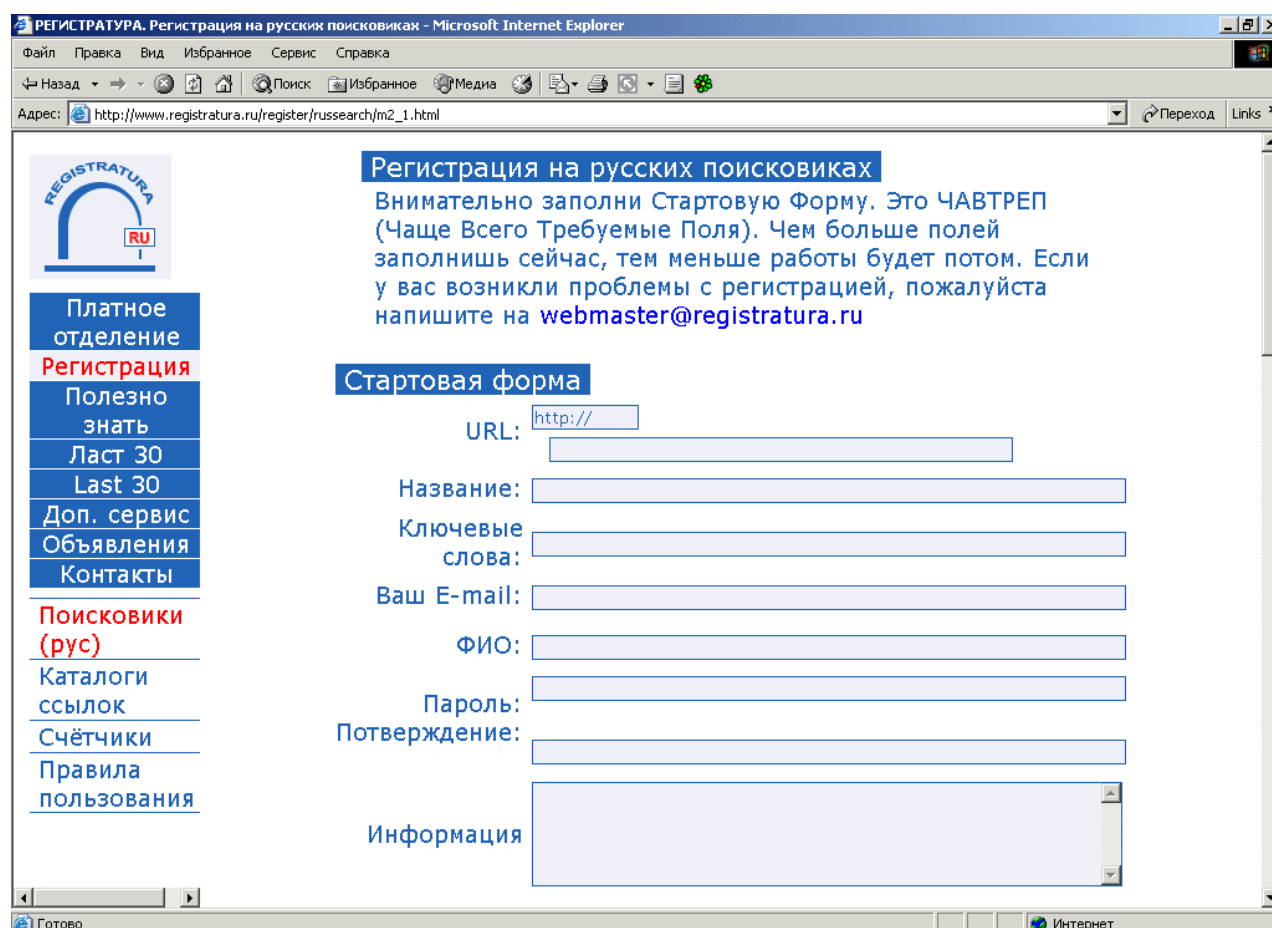 РЕГИСТРАТУРА. Регистрация на русских поисковиках - Microsoft Internet Explorer
Файл Правка Вид Избранное Сервис Справка
Назад Поиск Избранное Медиа
Адрес: http://www.registratura.ru/register/russearch/m2_1.html Переход Links
REGISTRATURA
RU
Платное
отделение
Регистрация
Полезно
знать
Ласт 30
Last 30
Доп. сервис
Объявления
Контакты
Поисковики
(рус)
Каталоги
ссылок
Счётчики
Правила
пользования
Регистрация на русских поисковиках
Внимательно заполни Стартовую Форму. Это ЧАВТРЕП
(Чаще Всего Требуемые Поля). Чем больше полей
заполнишь сейчас, тем меньше работы будет потом. Если
у вас возникли проблемы с регистрацией, пожалуйста
напишите на webmaster@registratura.ru
Стартовая форма
URL: http://
Название:
Ключевые
слова:
Ваш E-mail:
ФИО:
Пароль:
Потверждение:
Информация
Готово Интернет